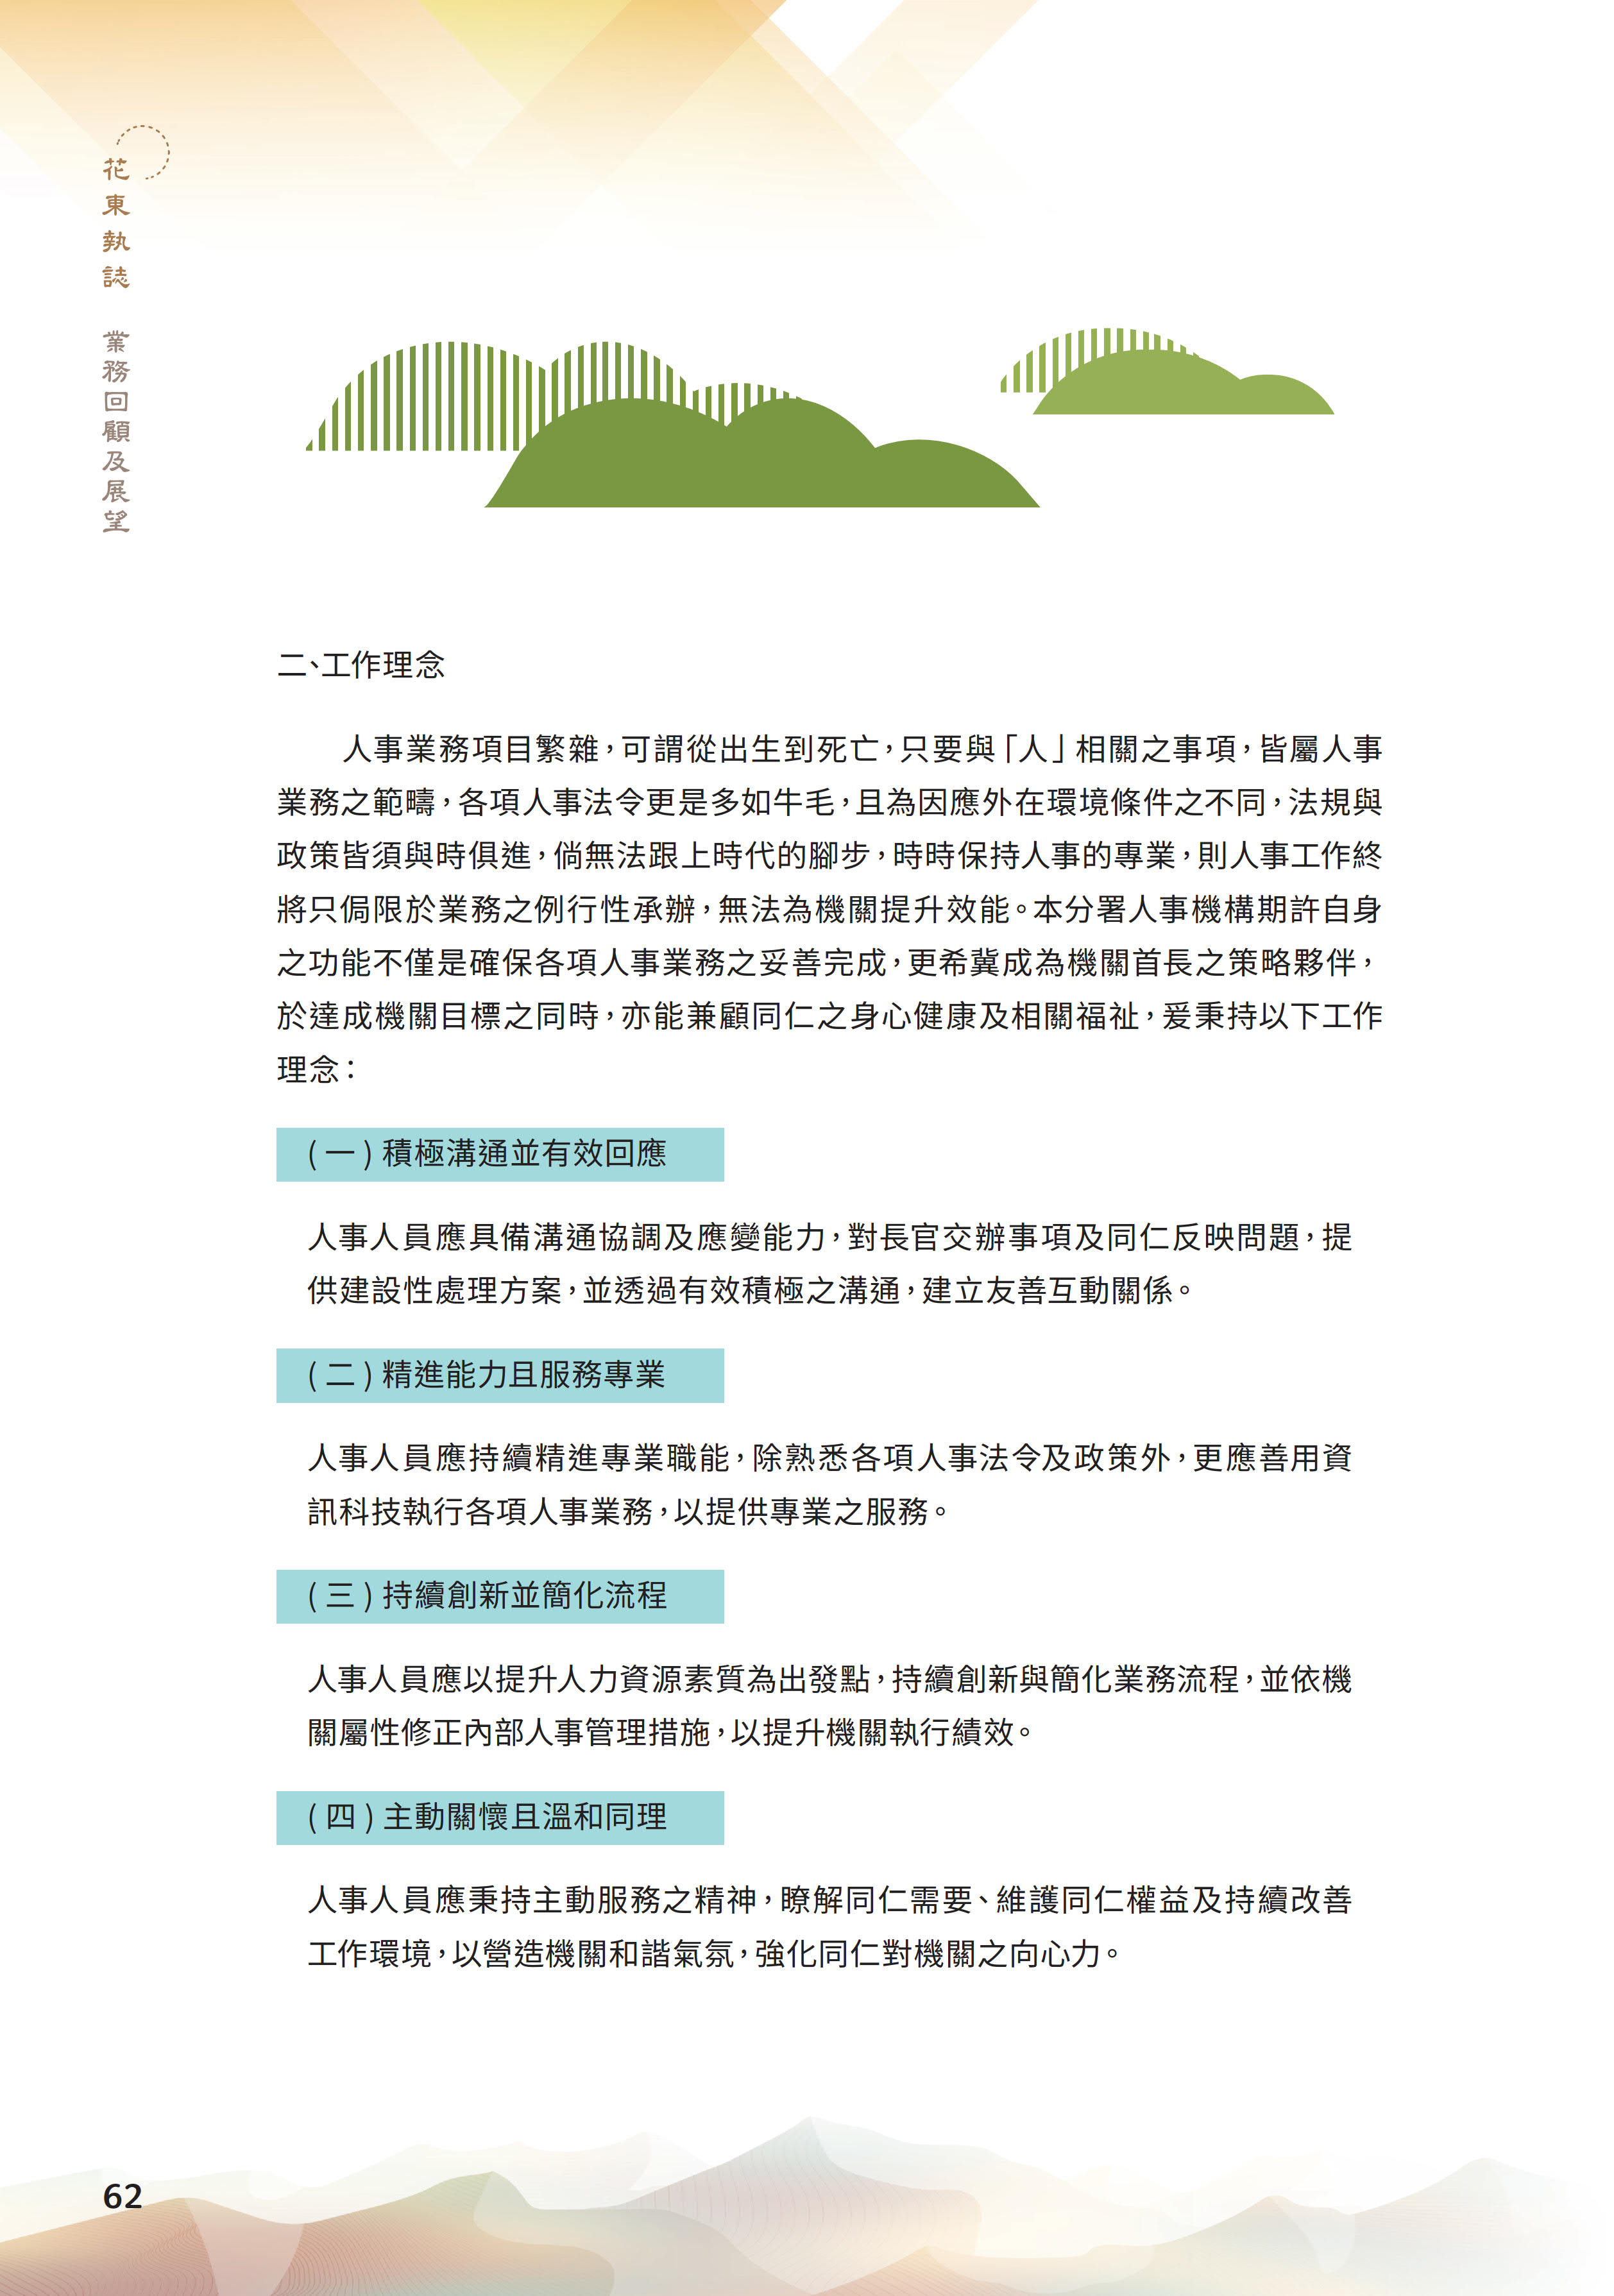 花東執誌
業務回顧及展望
二、工作理念
人事業務項目繁雜，可謂從出生到死亡，只要與「人」相關之事項，皆屬人事
業務之範疇，各項人事法令更是多如牛毛，且為因應外在環境條件之不同，法規與
政策皆須與時俱進，倘無法跟上時代的腳步，時時保持人事的專業，則人事工作終
將只侷限於業務之例行性承辦，無法為機關提升效能。本分署人事機構期許自身
之功能不僅是確保各項人事業務之妥善完成，更希冀成為機關首長之策略夥伴，
於達成機關目標之同時，亦能兼顧同仁之身心健康及相關福祉，爰秉持以下工作
理念：
(一)積極溝通並有效回應
人事人員應具備溝通協調及應變能力，對長官交辦事項及同仁反映問題，提
供建設性處理方案，並透過有效積極之溝通，建立友善互動關係。
(二)精進能力且服務專業
人事人員應持續精進專業職能，除熟悉各項人事法令及政策外，更應善用資
訊科技執行各項人事業務，以提供專業之服務。
(三)持續創新並簡化流程
人事人員應以提升人力資源素質為出發點，持續創新與簡化業務流程，並依機
關屬性修正內部人事管理措施，以提升機關執行績效。
(四)主動關懷且溫和同理
人事人員應秉持主動服務之精神，瞭解同仁需要、維護同仁權益及持續改善
工作環境，以營造機關和諧氣氛，強化同仁對機關之向心力。
62